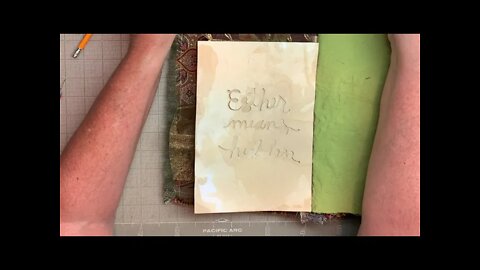 Esther
means
hidden
PACIFIC ARC